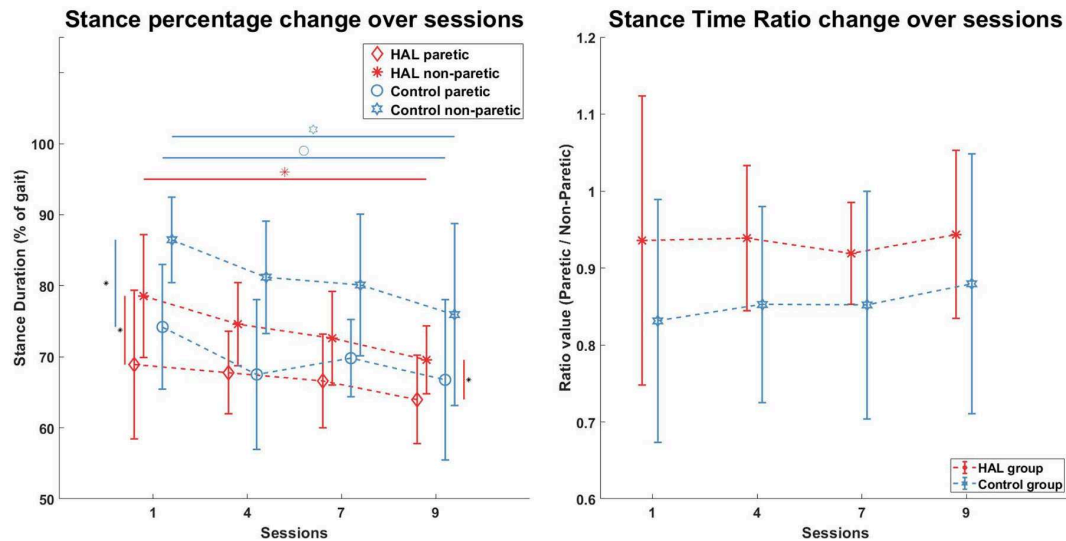 Stance percentage change over sessions
HAL paretic
HAL non-paretic
Control paretic
Control non-paretic
100
90
80
70
60
50
Stance Duration (% of gait)
1 4 7 9
Sessions
Stance Time Ratio change over sessions
1.2
1.1
1
0.9
0.8
0.7
0.6
Ratio value (Paretic / Non-Paretic)
HAL group
Control group
1 4 7 9
Sessions